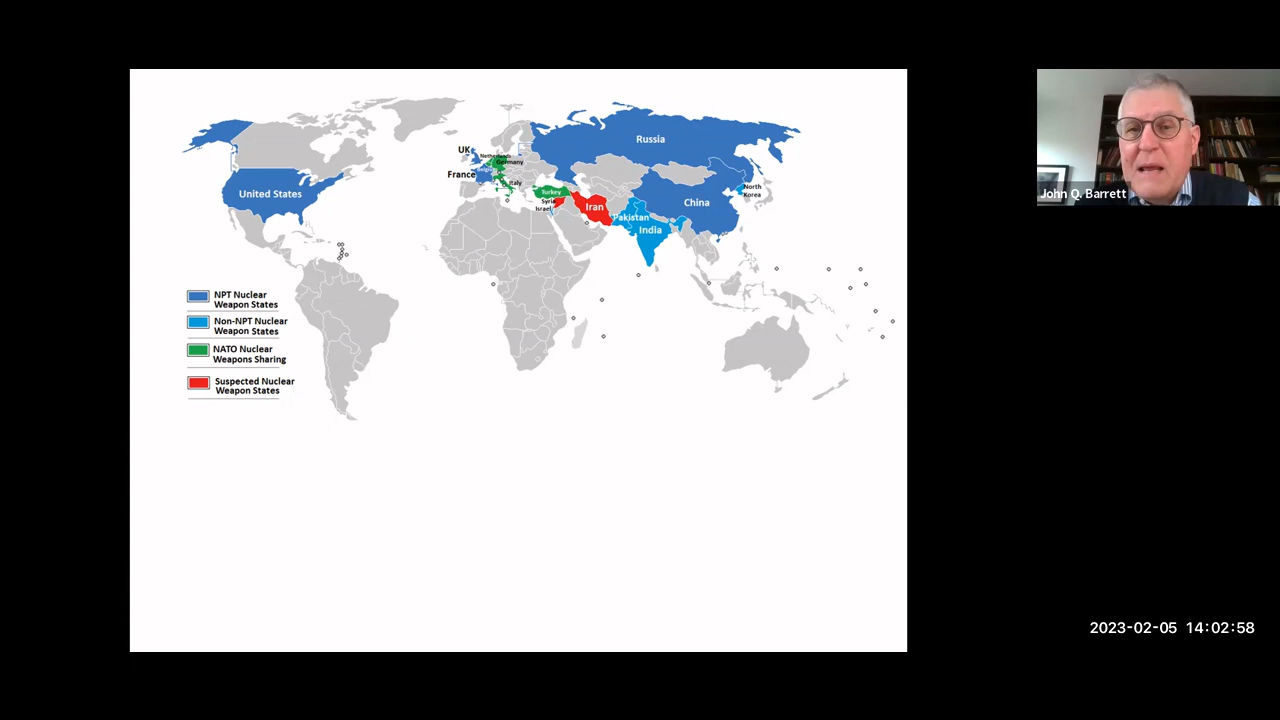 Russia
UK
Netherlands
Germany
Belgium
France
Italy
United States
Turkey
Syria
Israel
Iran
Pakistan
India
China
North
Korea
NPT Nuclear
Weapon States
Non-NPT Nuclear
Weapon States
NATO Nuclear
Weapons Sharing
Suspected Nuclear
Weapon States
John Q. Barrett
2023-02-05 14:02:58